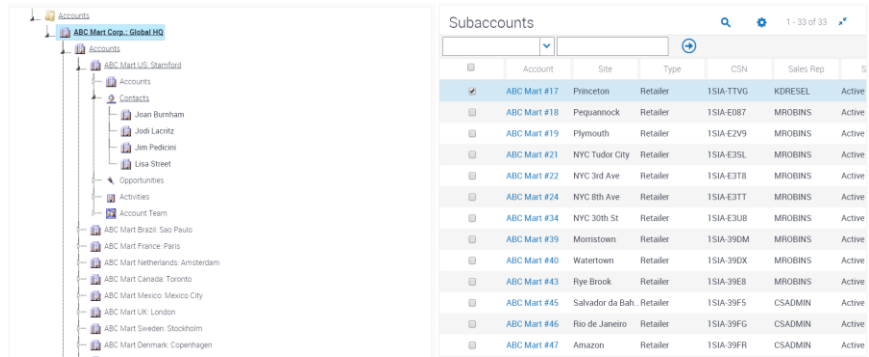 Accounts
ABC Mart Corp.: Global HQ
Accounts
ABC Mart US: Stamford
Accounts
Contacts
Joan Burnham
Jodi Lacritz
Jim Pedicini
Lisa Street
Opportunities
Activities
Account Team
ABC Mart Brazil: Sao Paulo
ABC Mart France: Paris
ABC Mart Netherlands: Amsterdam
ABC Mart Canada: Toronto
ABC Mart Mexico: Mexico City
ABC Mart UK: London
ABC Mart Sweden: Stockholm
ABC Mart Denmark: Copenhagen
Subaccounts 1 - 33 of 33
Account Site Type CSN Sales Rep S
ABC Mart #17 Princeton Retailer 1SIA-TTVG KDRESEL Active
ABC Mart #18 Pequannock Retailer 1SIA-E087 MROBINS Active
ABC Mart #19 Plymouth Retailer 1SIA-E2V9 MROBINS Active
ABC Mart #21 NYC Tudor City Retailer 1SIA-E3SL MROBINS Active
ABC Mart #22 NYC 3rd Ave Retailer 1SIA-E3T8 MROBINS Active
ABC Mart #24 NYC 8th Ave Retailer 1SIA-E3TT MROBINS Active
ABC Mart #34 NYC 30th St Retailer 1SIA-E3U8 MROBINS Active
ABC Mart #39 Morristown Retailer 1SIA-39DM MROBINS Active
ABC Mart #40 Watertown Retailer 1SIA-39DX MROBINS Active
ABC Mart #43 Rye Brook Retailer 1SIA-39E8 MROBINS Active
ABC Mart #45 Salvador da Bah... Retailer 1SIA-39F5 CSADMIN Active
ABC Mart #46 Rio de Janeiro Retailer 1SIA-39FG CSADMIN Active
ABC Mart #47 Amazon Retailer 1SIA-39FR CSADMIN Active